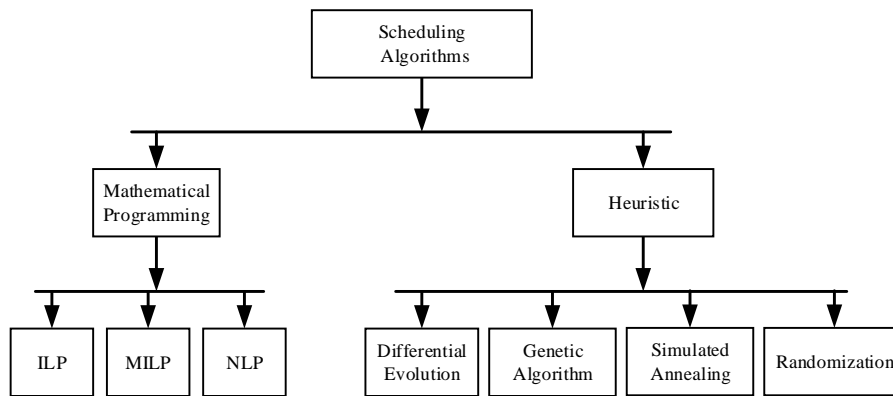 Scheduling
Algorithms
Mathematical
Programming
Heuristic
ILP
MILP
NLP
Differential
Evolution
Genetic
Algorithm
Simulated
Annealing
Randomization